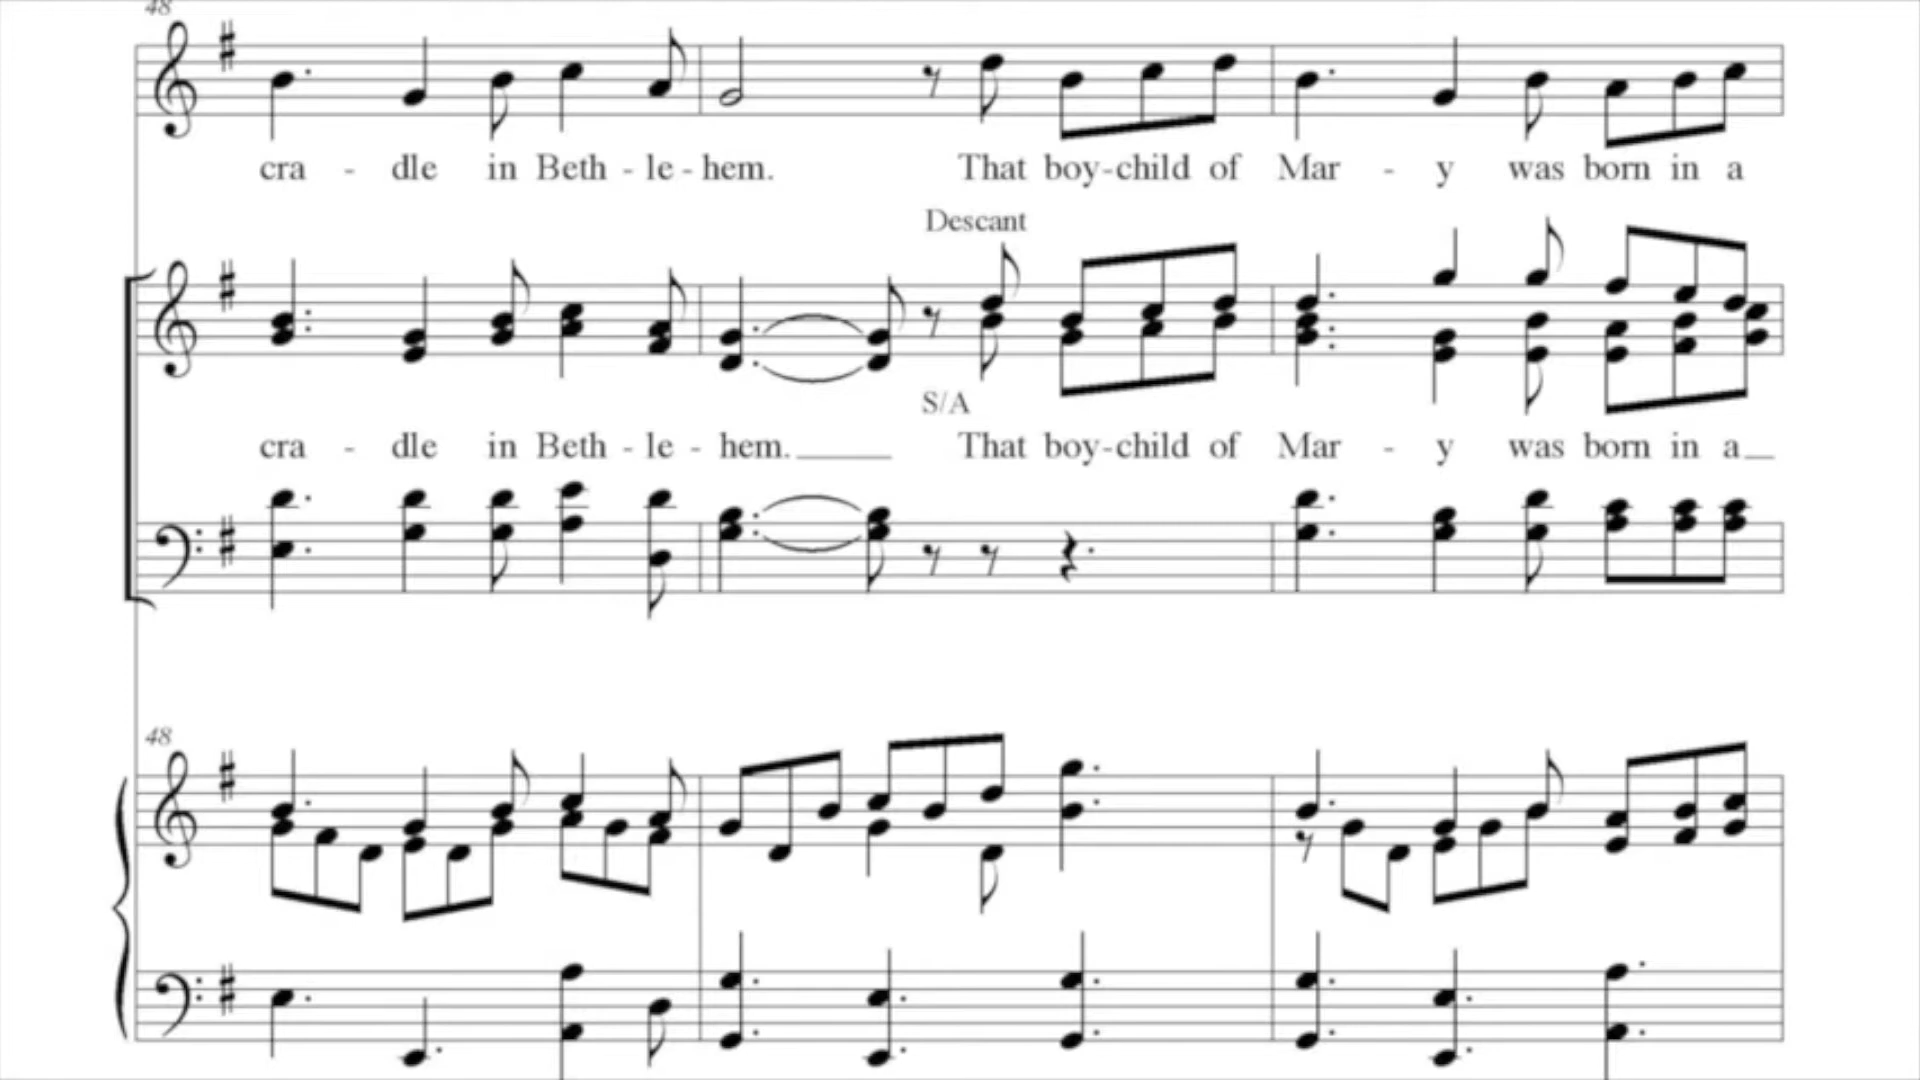 48
cra - dle in Beth - le - hem. That boy - child of Mar - y was born in a
Descant
S/A
cra - dle in Beth - le - hem. That boy - child of Mar - y was born in a
48